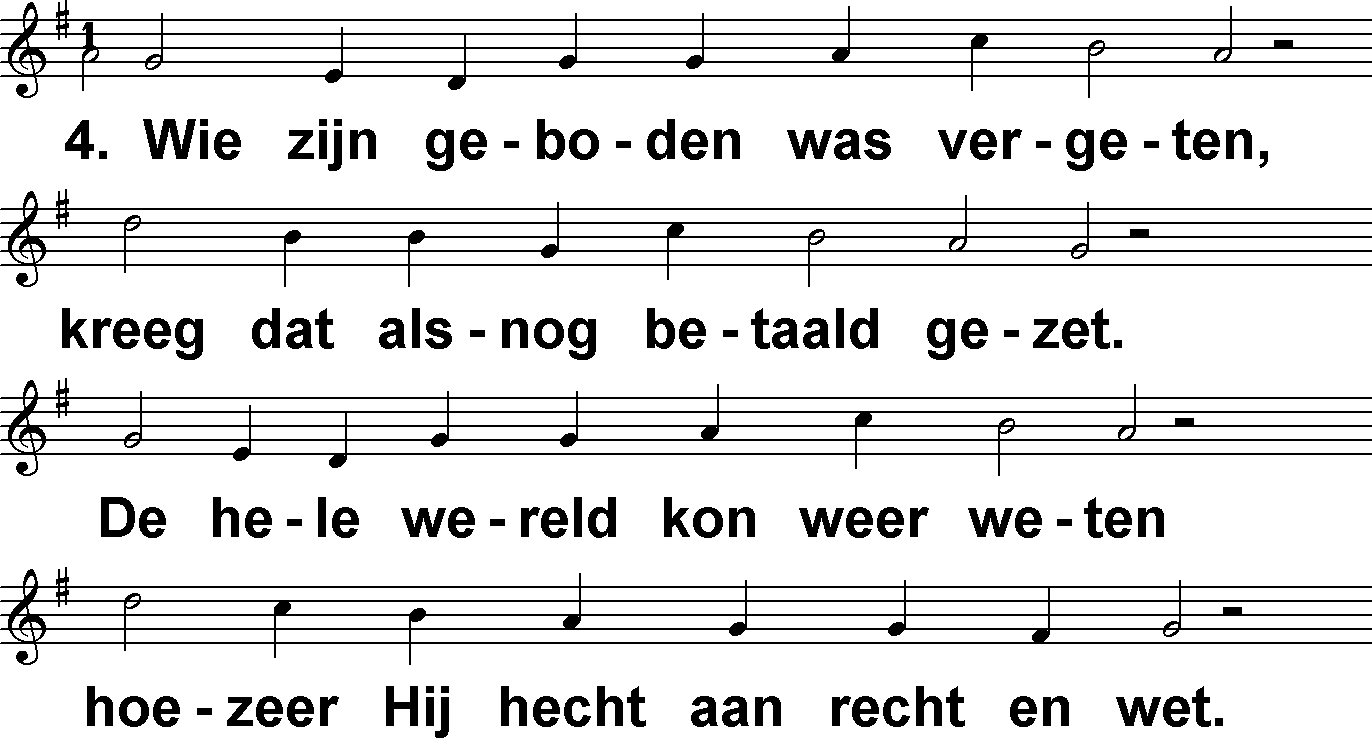 1
4. Wie zijn ge - bo - den was ver - ge - ten,
kreeg dat als - nog be - taald ge - zet.
De he - le we - reld kon weer we - ten
hoe - zeer Hij hecht aan recht en wet.